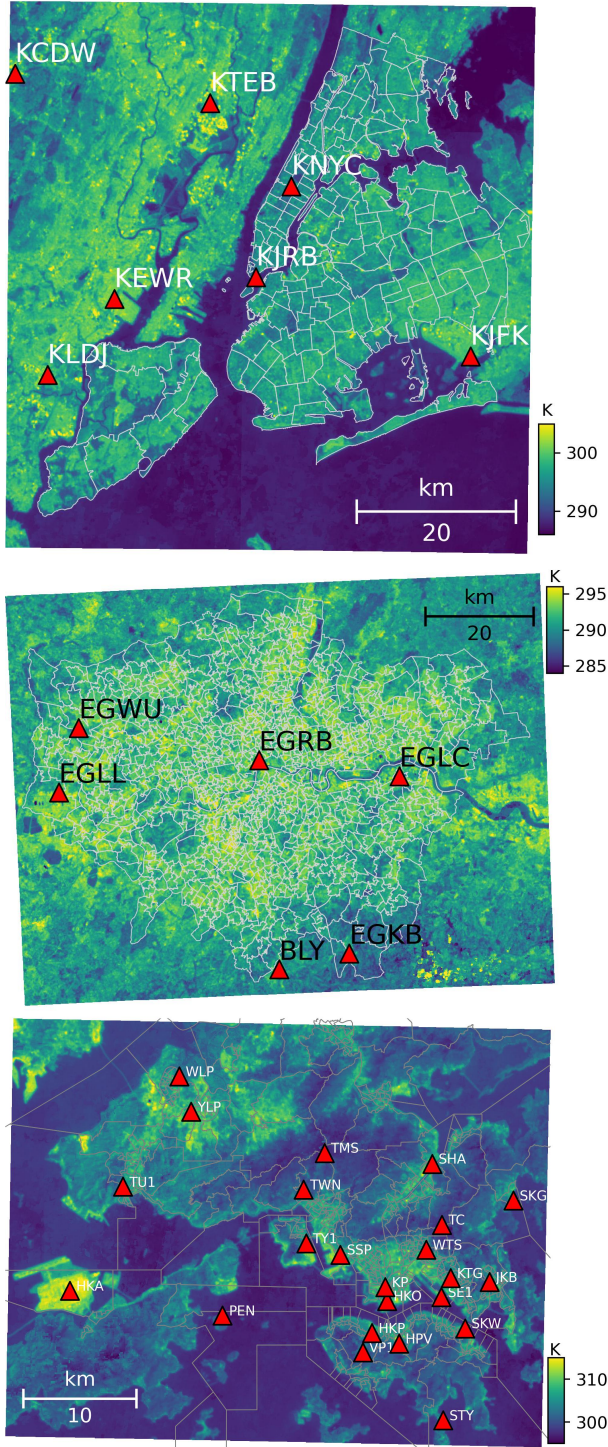 KCDW
KTEB
KNYC
KJRB
KEWR
KJFK
KLDJ
K
300
290
km
20
K
295
290
285
km
20
EGWU
EGRB
EGLC
EGLL
EGKB
BLY
WLP
YLP
TMS
SHA
TU1
TWN
SKG
TC
TY1
WTS
SSP
KTG
JKB
HKA
KP
SE1
HKO
PEN
SKW
HKP
HPV
VP1
K
310
300
km
10
STY